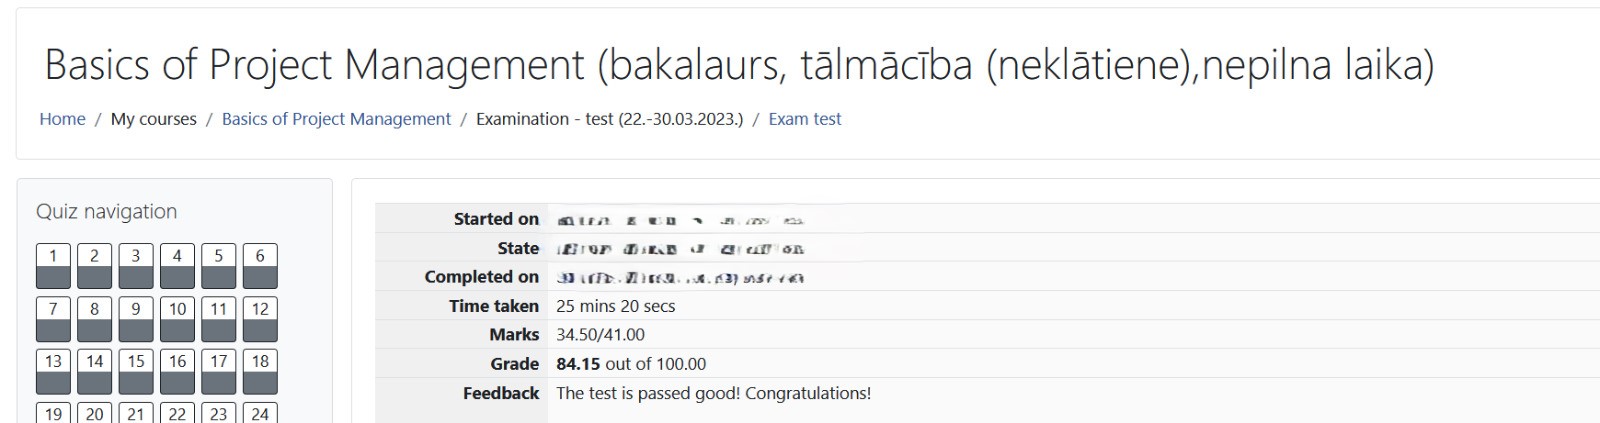 Basics of Project Management (bakalaurs, tālmācība (neklātiene),nepilna laika)
Home / My courses / Basics of Project Management / Examination - test (22.-30.03.2023.) / Exam test
Quiz navigation
1 2 3 4 5 6
7 8 9 10 11 12
13 14 15 16 17 18
19 20 21 22 23 24
Started on
State
Completed on
Time taken 25 mins 20 secs
Marks 34.50/41.00
Grade 84.15 out of 100.00
Feedback The test is passed good! Congratulations!